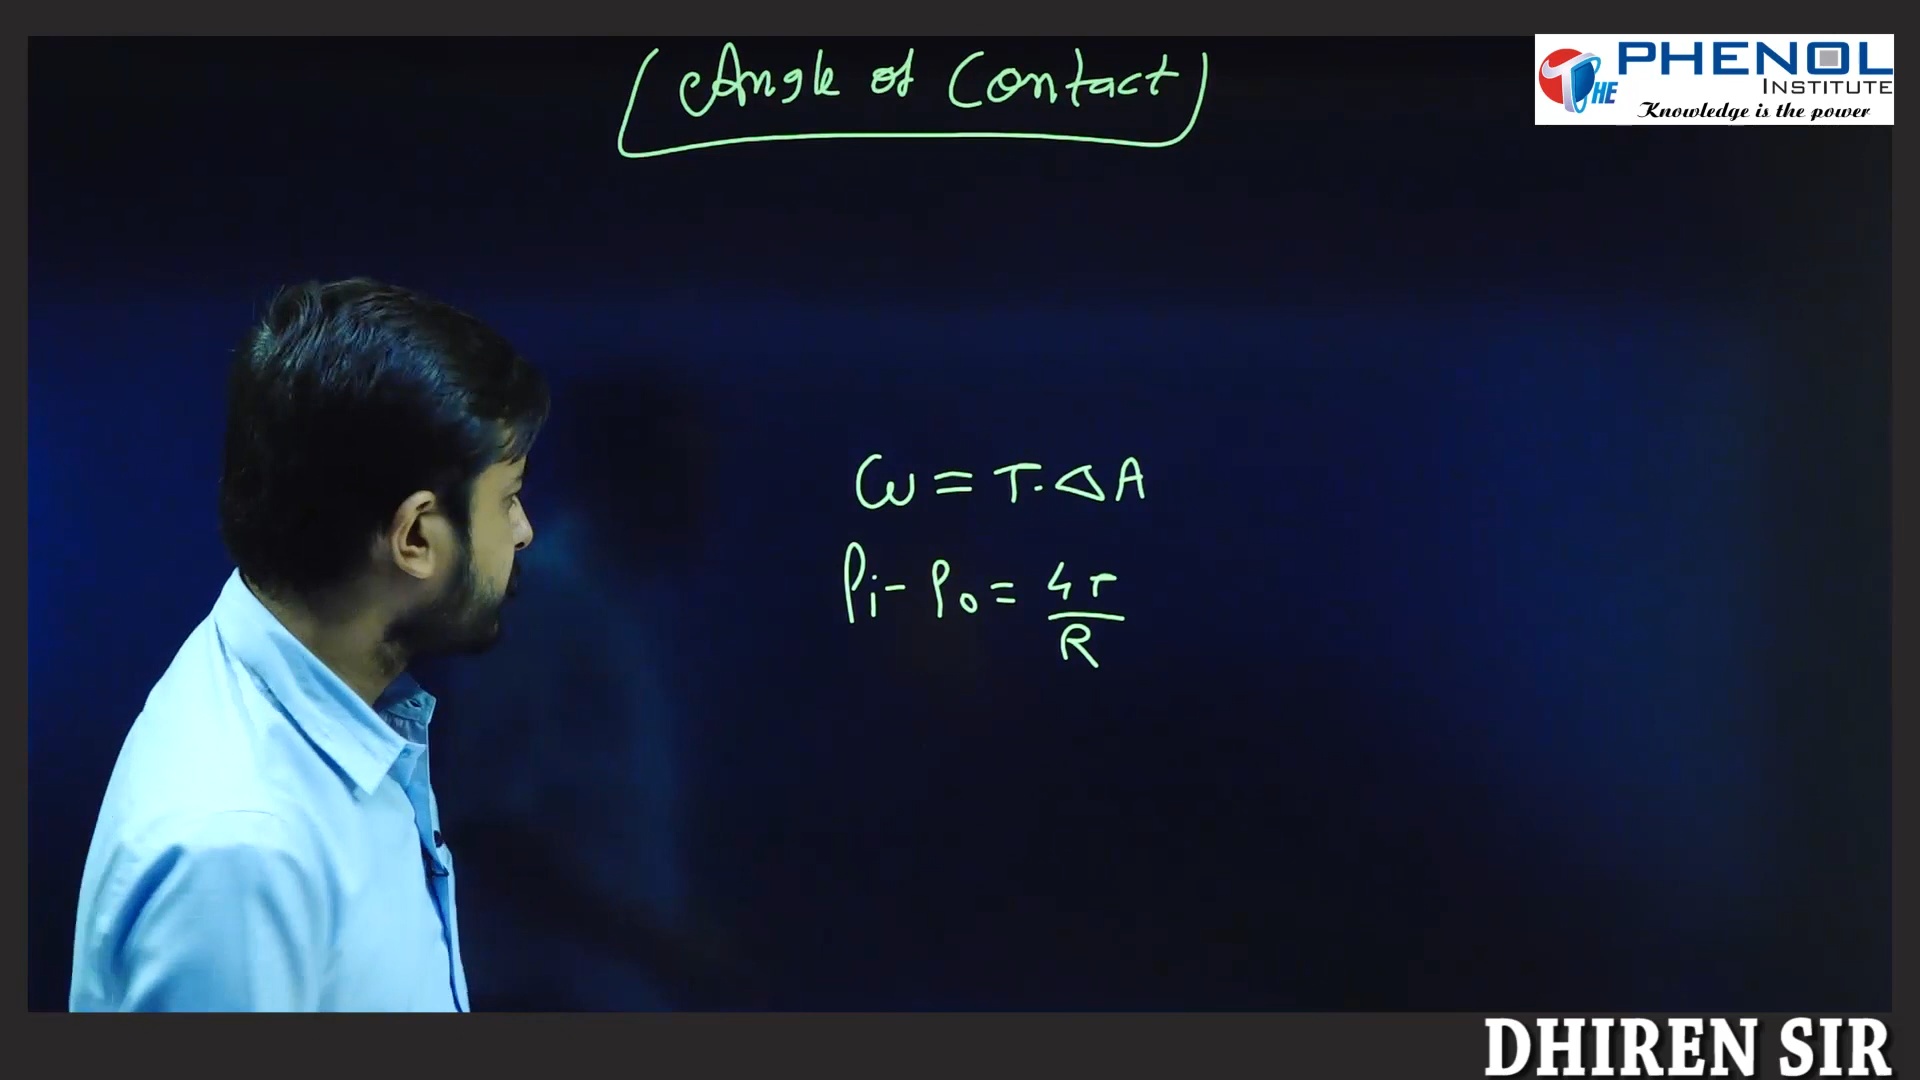 (Angle of Contact)
THE PHENOL
INSTITUTE
Knowledge is the power
W = T. ΔA
Pi - Po = 4T
R
DHIREN SIR